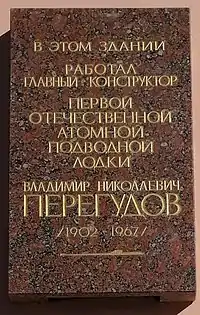 В ЭТОМ ЗДАНИИ
РАБОТАЛ
ГЛАВНЫЙ КОНСТРУКТОР
ПЕРВОЙ
ОТЕЧЕСТВЕННОЙ
АТОМНОЙ
ПОДВОДНОЙ
ЛОДКИ
ВЛАДИМИР НИКОЛАЕВИЧ
ПЕРЕГУДОВ
/1902-1967/